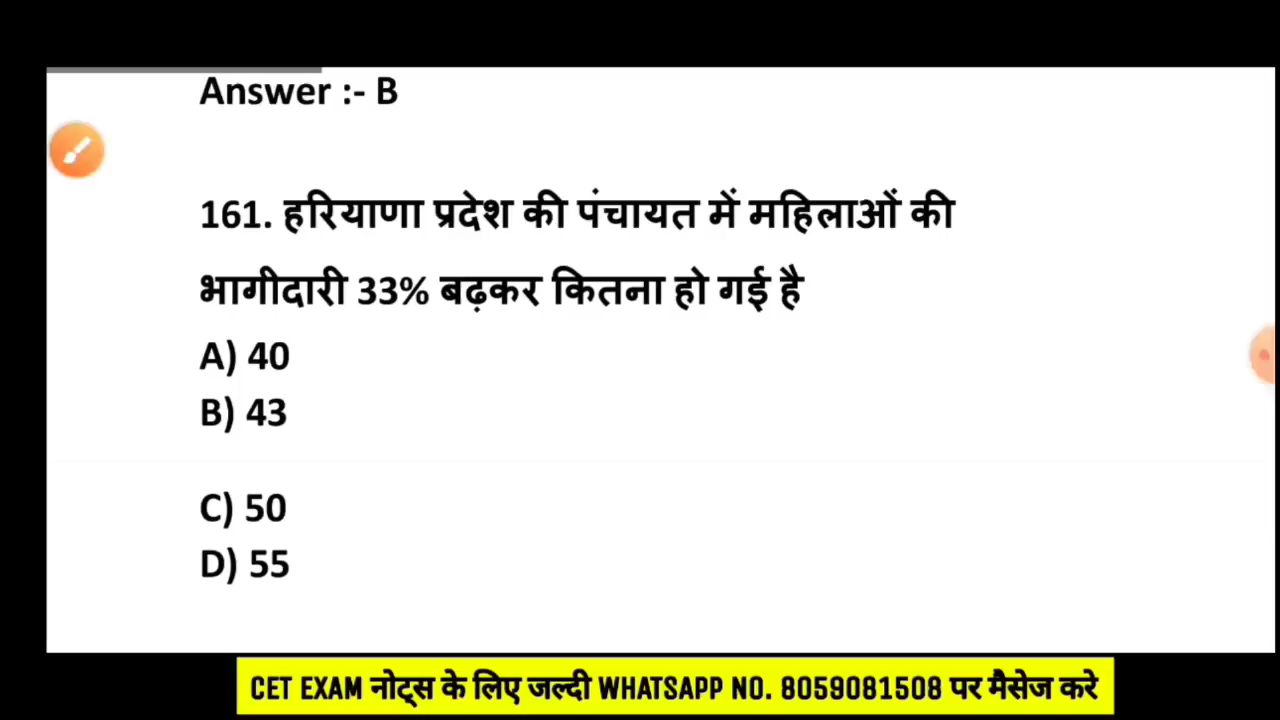 Answer :- B
161. हरियाणा प्रदेश की पंचायत में महिलाओं की
भागीदारी 33% बढ़कर कितना हो गई है
A) 40
B) 43
C) 50
D) 55
CET EXAM नोट्स के लिए जल्दी WHATSAPP NO. 8059081508 पर मैसेज करे